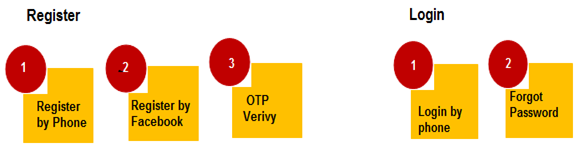 Register
Login
1
2
3
1
2
Register
by Phone
Register by
Facebook
OTP
Verivy
Login by
phone
Forgot
Password